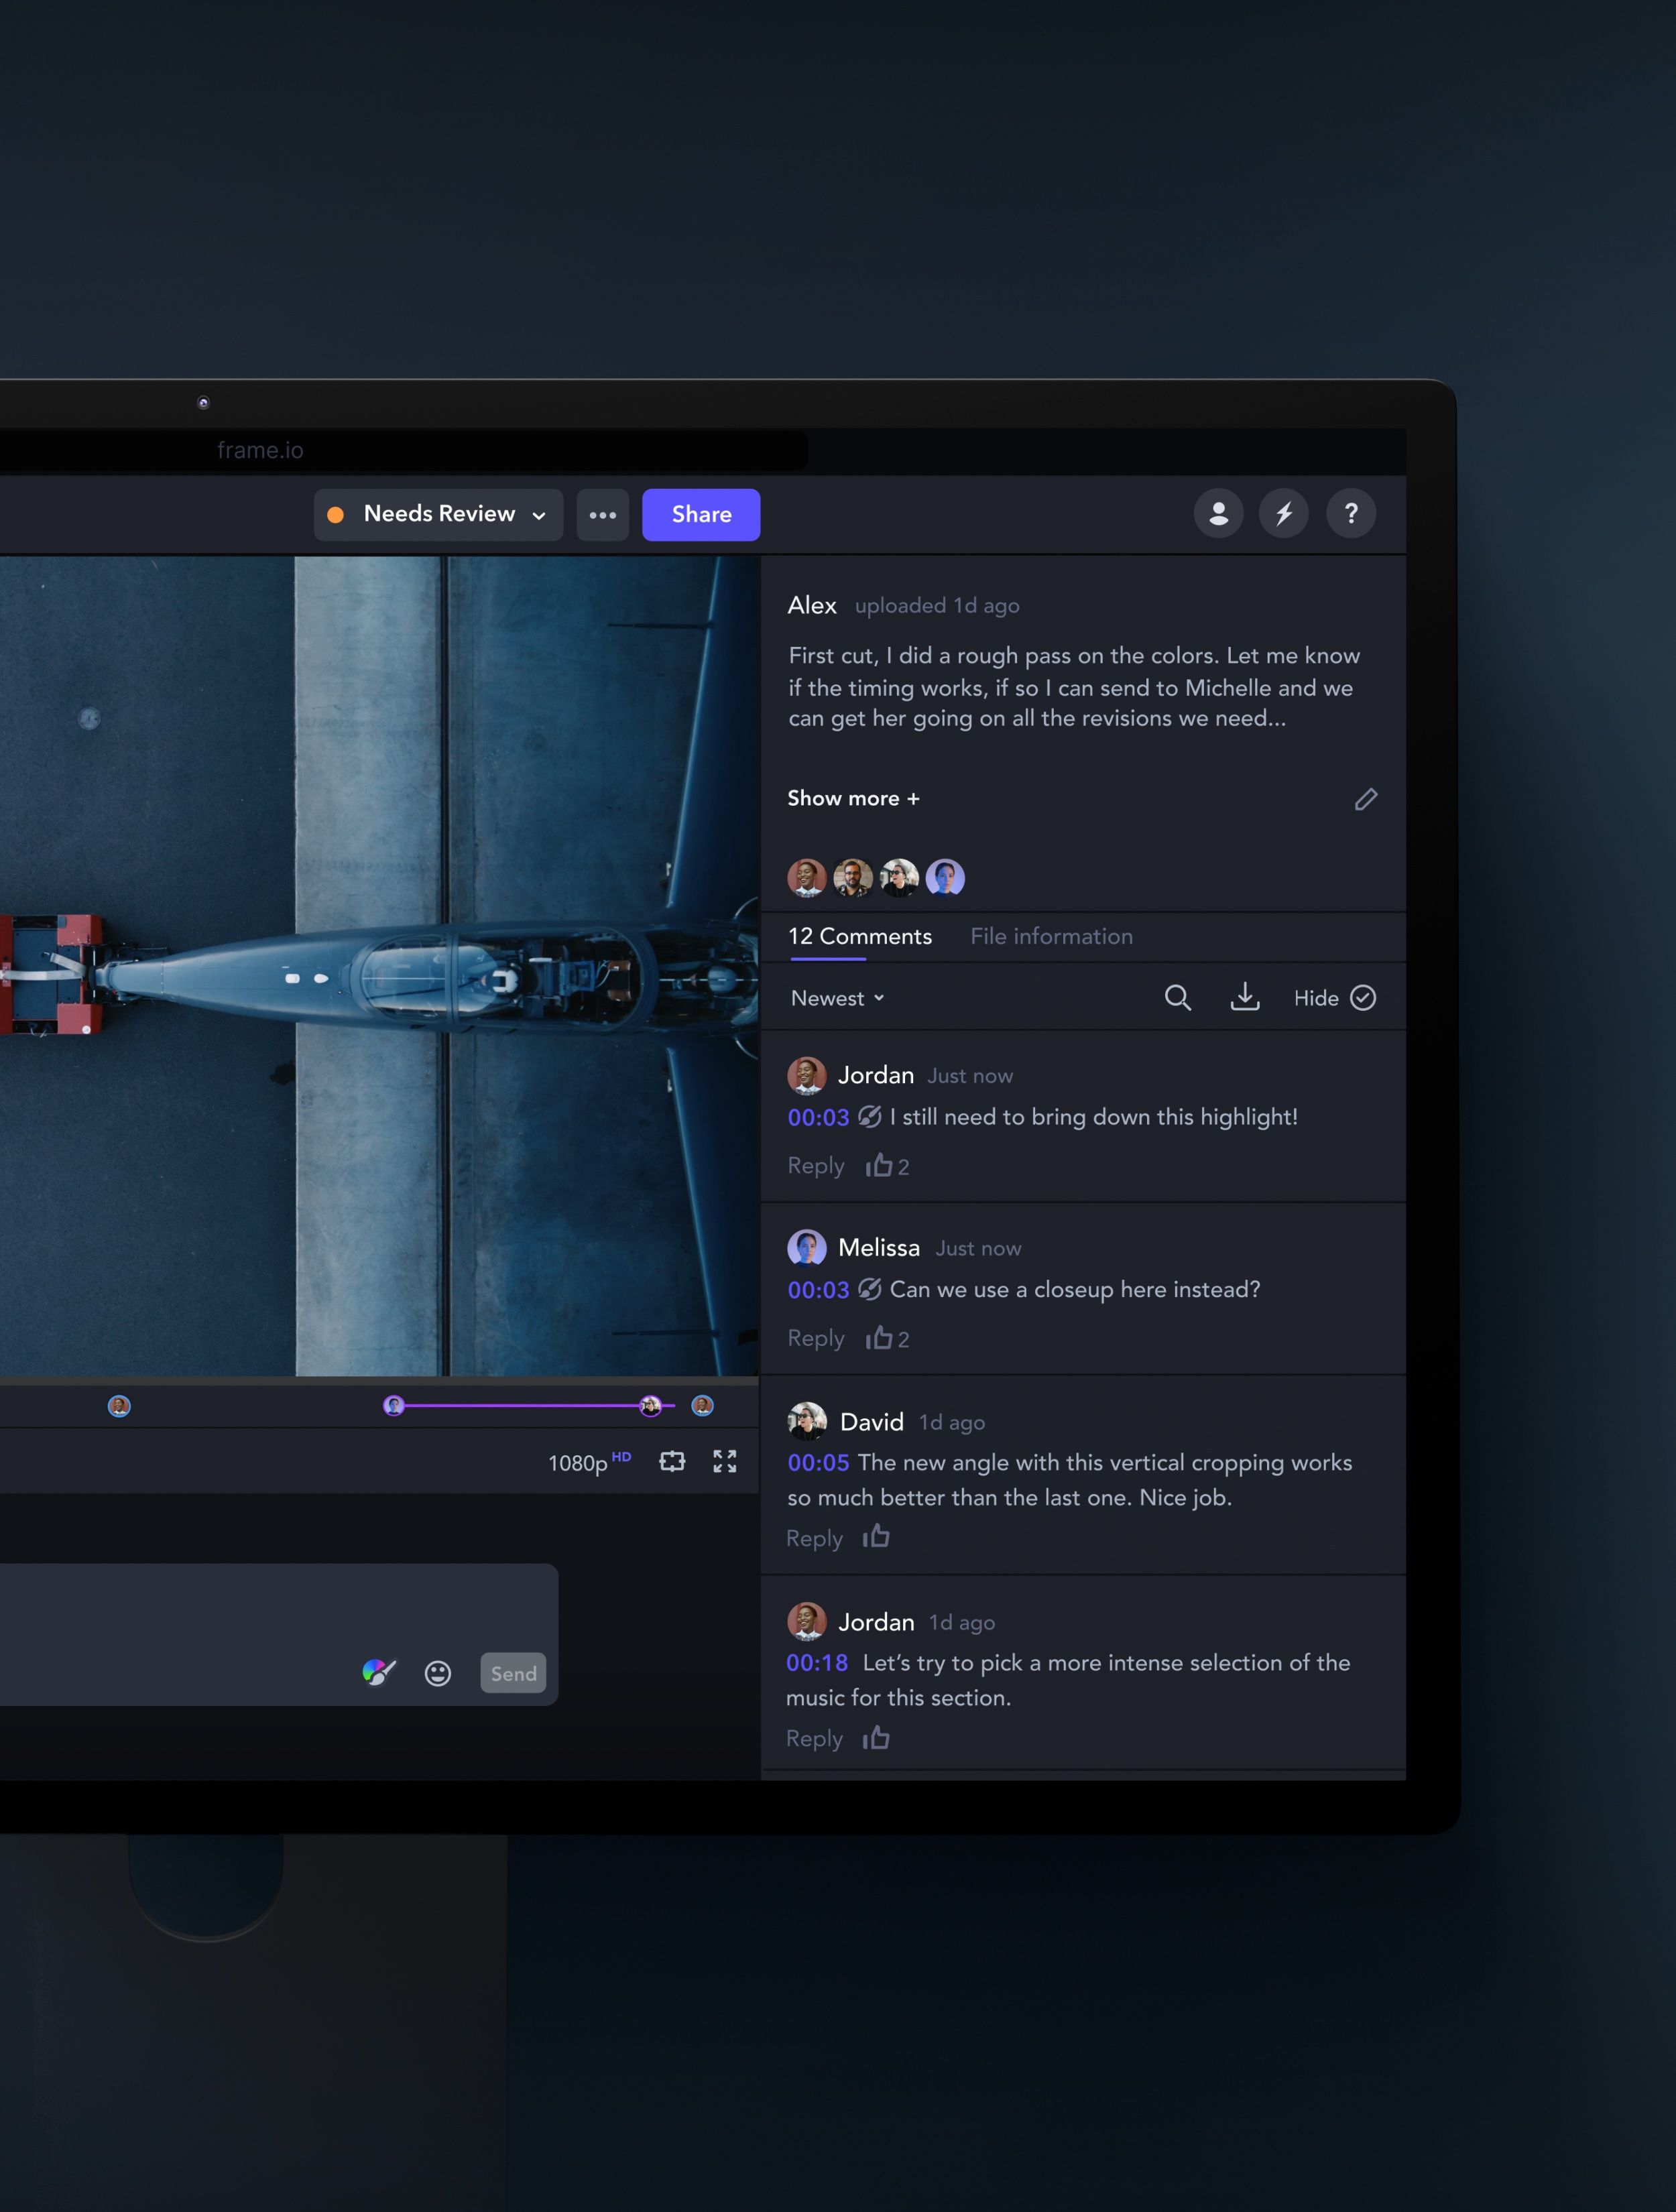 frame.io
Needs Review
Share
?
Alex uploaded 1d ago
First cut, I did a rough pass on the colors. Let me know
if the timing works, if so I can send to Michelle and we
can get her going on all the revisions we need...
Show more +
12 Comments File information
Newest Hide
Jordan Just now
00:03 I still need to bring down this highlight!
Reply 2
Melissa Just now
00:03 Can we use a closeup here instead?
Reply 2
David 1d ago
00:05 The new angle with this vertical cropping works
so much better than the last one. Nice job.
Reply
Jordan 1d ago
00:18 Let’s try to pick a more intense selection of the
music for this section.
Reply
1080p HD
Send